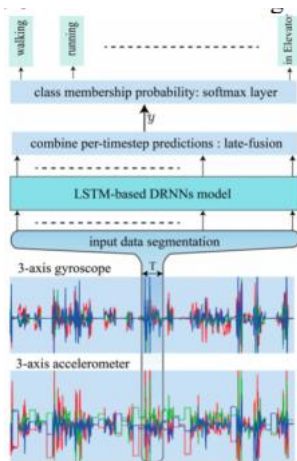 walking
running
in Elevator
class membership probability: softmax layer
y
combine per-timestep predictions : late-fusion
LSTM-based DRNNs model
input data segmentation
T
3-axis gyroscope
3-axis accelerometer